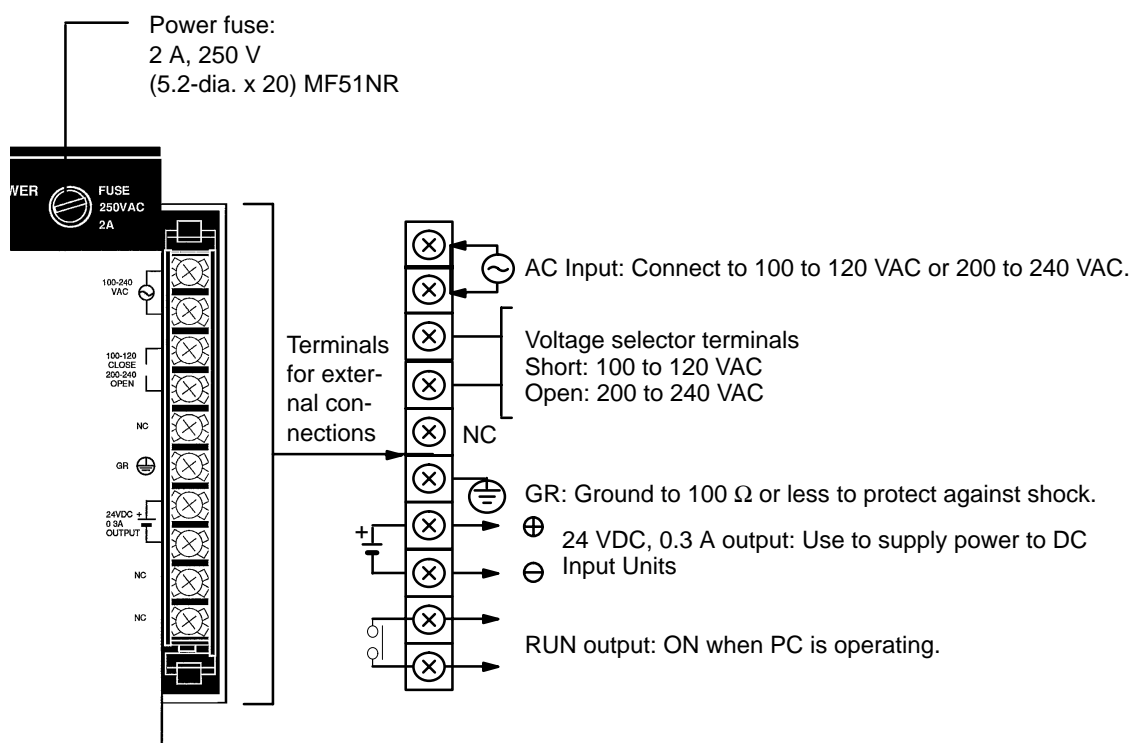 Power fuse:
2 A, 250 V
(5.2-dia. x 20) MF51NR
WER
FUSE
250VAC
2A
100-240
VAC
100-120
CLOSE
200-240
OPEN
NC
GR
24VDC +
0 3A
OUTPUT
NC
NC
Terminals
for exter-
nal con-
nections
AC Input: Connect to 100 to 120 VAC or 200 to 240 VAC.
Voltage selector terminals
Short: 100 to 120 VAC
Open: 200 to 240 VAC
NC
GR: Ground to 100 Ω or less to protect against shock.
+
24 VDC, 0.3 A output: Use to supply power to DC
Input Units
RUN output: ON when PC is operating.